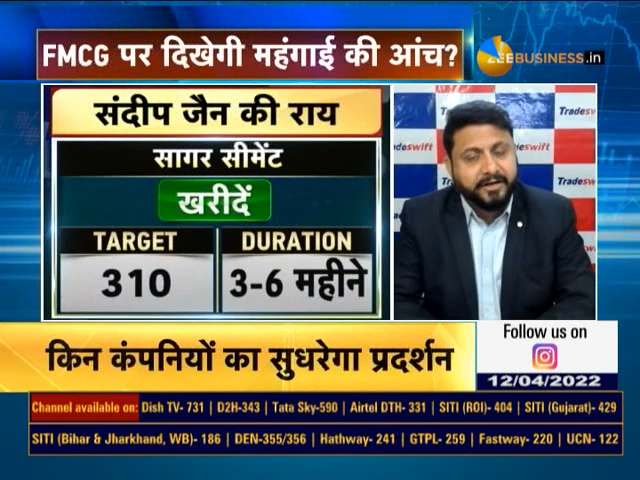 FMCG पर दिखेगी महंगाई की आंच?
ZEEBUSINESS.in
संदीप जैन की राय
सागर सीमेंट
खरीदें
TARGET
DURATION
310
3-6 महीने
Tradeswift
Tradeswift
Tradeswift
Tradeswift
किन कंपनियों का सुधरेगा प्रदर्शन
Follow us on
12/04/2022
Channel available on: Dish TV- 731 | D2H-343 | Tata Sky-590 | Airtel DTH- 331 | SITI (ROI)- 404 | SITI (Gujarat)- 429
SITI (Bihar & Jharkhand, WB)- 186 | DEN-355/356 | Hathway- 241 | GTPL- 259 | Fastway- 220 | UCN- 122